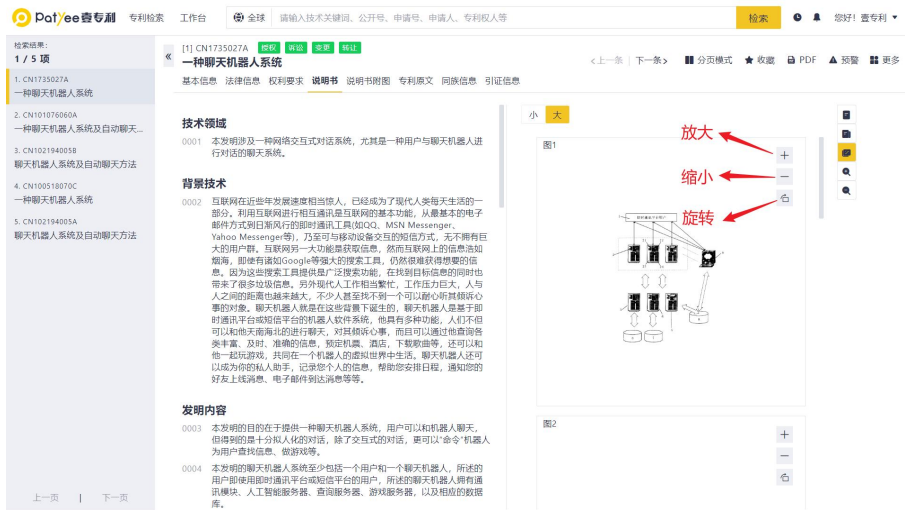 Patyee壹专利
专利检索
工作台
全球
请输入技术关键词、公开号、申请号、申请人、专利权人等
检索
您好！壹专利
检索结果：
1 / 5 项
1. CN1735027A
一种聊天机器人系统
2. CN101076060A
一种聊天机器人系统及自动聊天...
3. CN102194005B
聊天机器人系统及自动聊天方法
4. CN100518070C
一种聊天机器人系统
5. CN102194005A
聊天机器人系统及自动聊天方法
上一页 | 下一页
[1] CN1735027A 授权 诉讼 变更 转让
一种聊天机器人系统
<上一条 | 下一条> 分页模式 收藏 PDF 预警 更多
基本信息 法律信息 权利要求 说明书 说明书附图 专利原文 同族信息 引证信息
技术领域
0001 本发明涉及一种网络交互式对话系统，尤其是一种用户与聊天机器人进
行对话的聊天系统。
背景技术
0002 互联网在近些年发展速度相当惊人，已经成为了现代人类每天生活的一
部分。利用互联网进行相互通讯是互联网的基本功能，从最基本的电子
邮件方式到日渐风行的即时通讯工具(如QQ、MSN Messenger、
Yahoo Messenger等)，乃至可与移动设备交互的短信方式，无不拥有巨
大的用户群。互联网另一大功能是获取信息，然而互联网上的信息浩如
烟海，即使有诸如Google等强大的搜索工具，仍然很难获得想要的信
息。因为这些搜索工具提供是广泛搜索功能，在找到目标信息的同时也
带来了很多垃圾信息。另外现代人工作相当繁忙，工作压力巨大，人与
人之间的距离也越来越大，不少人甚至找不到一个可以耐心听其倾诉心
事的对象。聊天机器人就是在这些背景下诞生的，聊天机器人是基于即
时通讯平台或短信平台的机器人软件系统，他具有多种功能，人们不但
可以和他天南海北的进行聊天，对其倾诉心事，而且可以通过他查询各
类丰富、及时、准确的信息，预定机票、酒店，下载歌曲等，还可以和
他一起玩游戏，共同在一个机器人的虚拟世界中生活。聊天机器人还可
以成为你的私人助手，记录您个人的信息，帮助您安排日程，通知您的
好友上线消息、电子邮件到达消息等等。
发明内容
0003 本发明的目的在于提供一种聊天机器人系统，用户可以和机器人聊天，
但得到的是十分拟人化的对话，除了交互式的对话，更可以“命令”机器人
为用户查找信息、做游戏等。
0004 本发明的聊天机器人系统至少包括一个用户和一个聊天机器人，所述的
用户即使用即时通讯平台或短信平台的用户，所述的聊天机器人拥有通
讯模块、人工智能服务器、查询服务器、游戏服务器，以及相应的数据
库。
小 大
图1
放大
缩小
旋转
图2